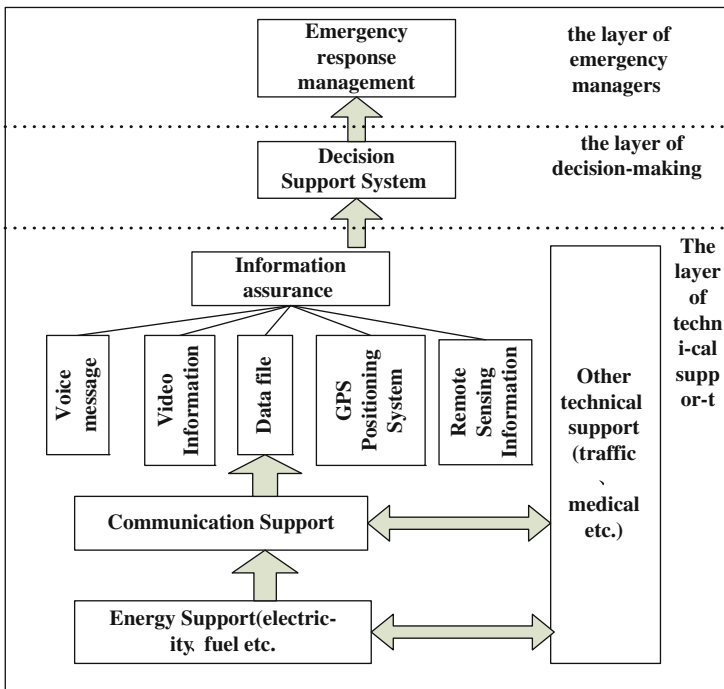 Emergency
response
management
the layer of
emergency
managers
Decision
Support System
the layer of
decision-making
Information
assurance
The
layer
of
techn
i-cal
supp
or-t
Voice
message
Video
Information
Data file
GPS
Positioning
System
Remote
Sensing
Information
Other
technical
support
(traffic
、
medical
etc.)
Communication Support
Energy Support(electric-
ity、fuel etc.